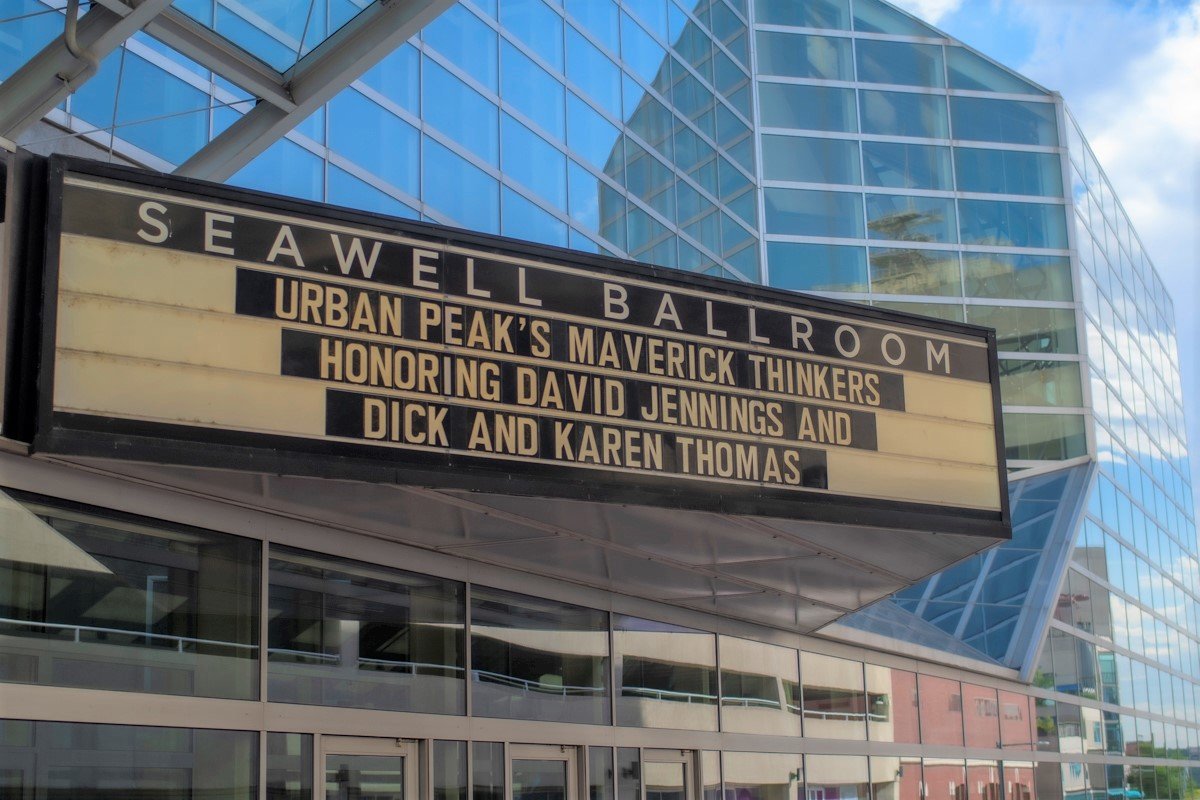 SEAWELL BALLROOM
URBAN PEAK'S MAVERICK THINKERS
HONORING DAVID JENNINGS AND
DICK AND KAREN THOMAS